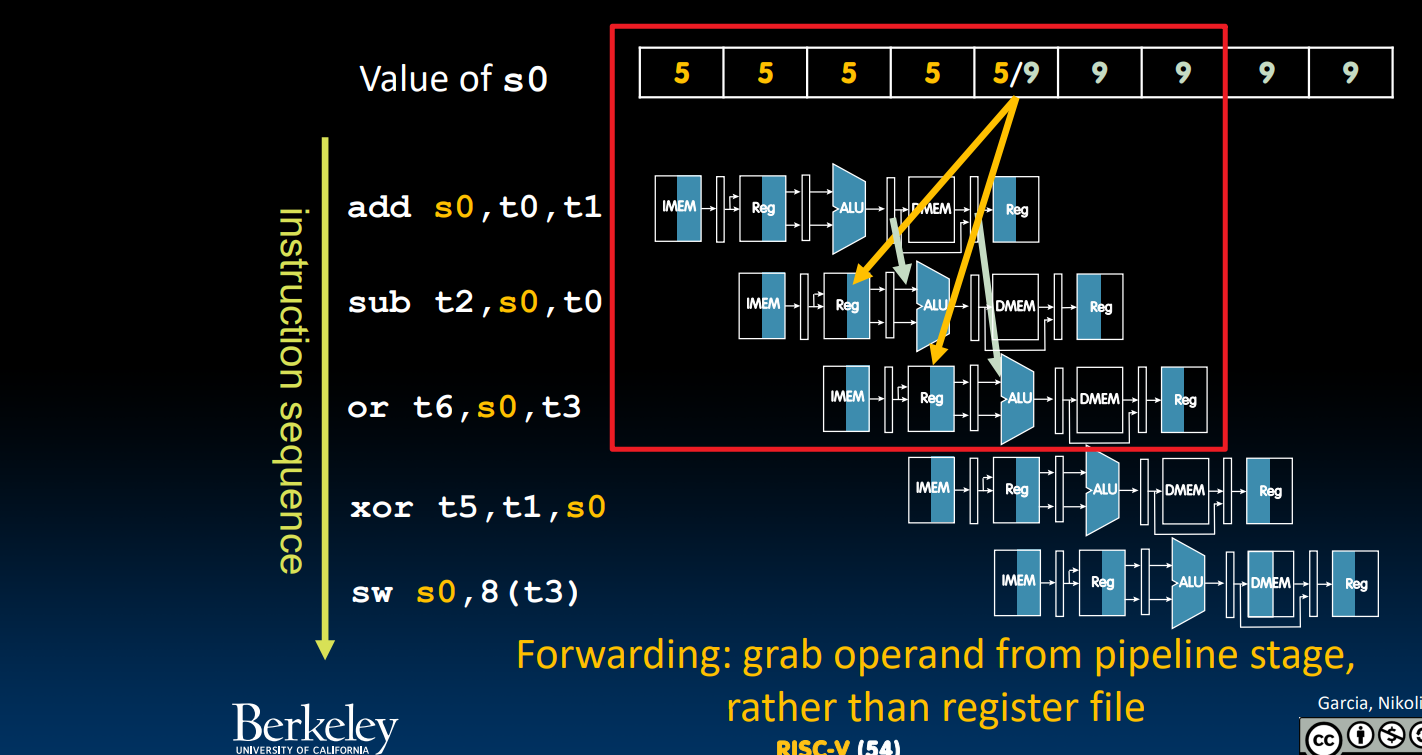 Value of s0
5 5 5 5 5/9 9 9 9 9
instruction sequence
add s0,t0,t1
IMEM Reg ALU DMEM Reg
sub t2,s0,t0
IMEM Reg ALU DMEM Reg
or t6,s0,t3
IMEM Reg ALU DMEM Reg
xor t5,t1,s0
IMEM Reg ALU DMEM Reg
sw s0,8(t3)
IMEM Reg ALU DMEM Reg
Forwarding: grab operand from pipeline stage,
rather than register file
Berkeley
UNIVERSITY OF CALIFORNIA
RISC-V (54)
Garcia, Nikoli
cc